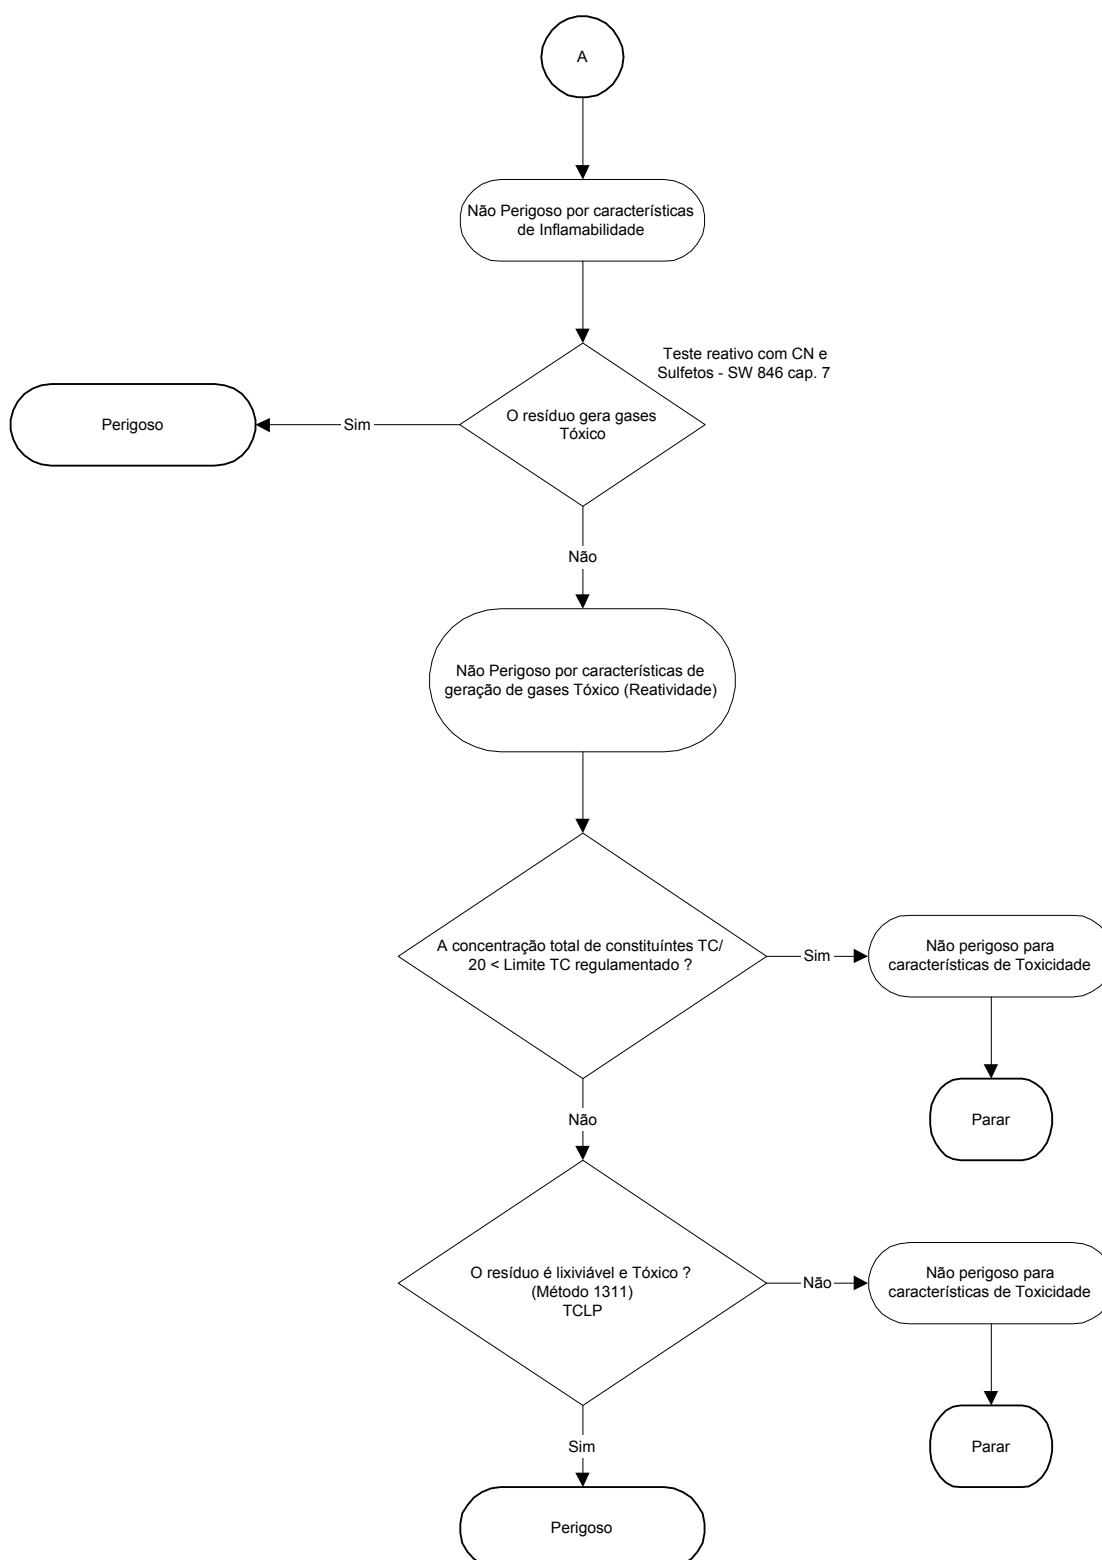 A
Não Perigoso por características
de Inflamabilidade
Teste reativo com CN e
Sulfetos - SW 846 cap. 7
O resíduo gera gases
Tóxico
Sim
Perigoso
Não
Não Perigoso por características de
geração de gases Tóxico (Reatividade)
A concentração total de constituíntes TC/
20 < Limite TC regulamentado ?
Sim
Não perigoso para
características de Toxicidade
Parar
Não
O resíduo é lixiviável e Tóxico ?
(Método 1311)
TCLP
Não
Não perigoso para
características de Toxicidade
Parar
Sim
Perigoso